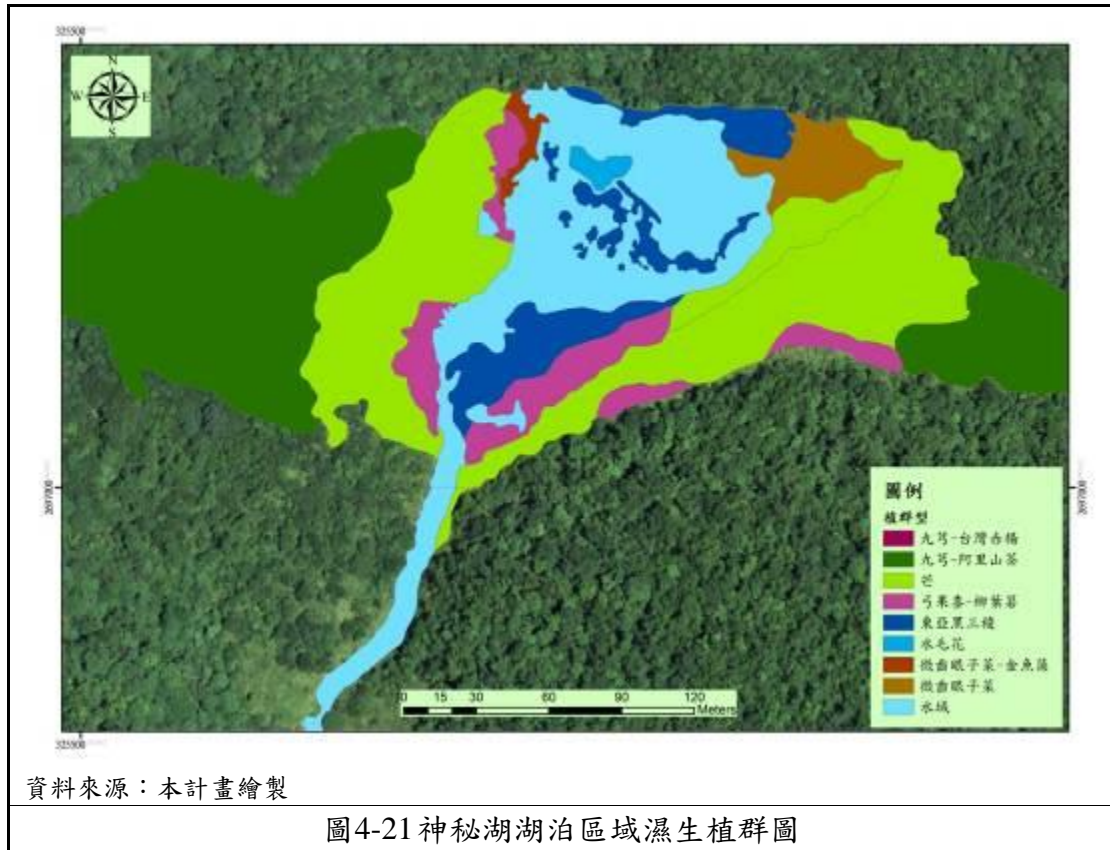 325500
N
W E
S
2697000
2697000
圖例
植群型
九芎-台灣赤楊
九芎-阿里山茶
芒
弓果黍-柳葉箬
東亞黑三稜
水毛花
微齒眼子菜-金魚藻
微齒眼子菜
水域
0 15 30 60 90 120
Meters
325500
資料來源：本計畫繪製
圖4-21神秘湖湖泊區域濕生植群圖